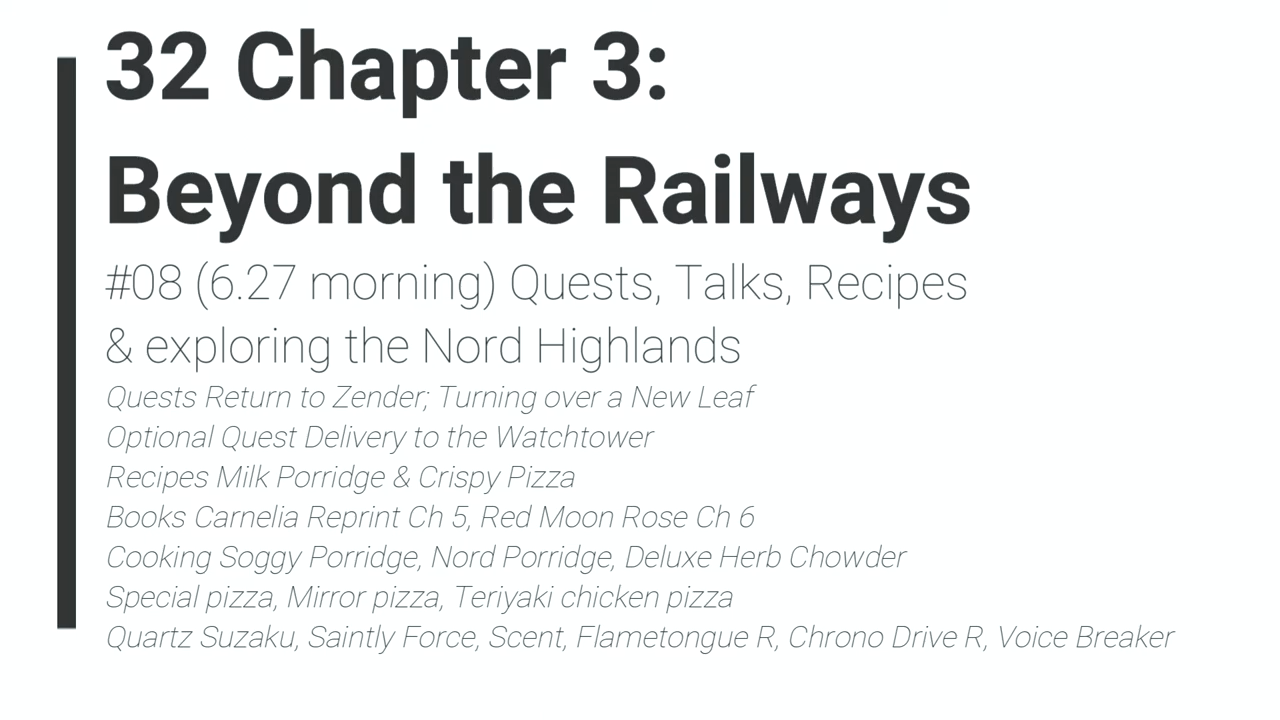 32 Chapter 3:
Beyond the Railways
#08 (6.27 morning) Quests, Talks, Recipes
& exploring the Nord Highlands
Quests Return to Zender; Turning over a New Leaf
Optional Quest Delivery to the Watchtower
Recipes Milk Porridge & Crispy Pizza
Books Carnelia Reprint Ch 5, Red Moon Rose Ch 6
Cooking Soggy Porridge, Nord Porridge, Deluxe Herb Chowder
Special pizza, Mirror pizza, Teriyaki chicken pizza
Quartz Suzaku, Saintly Force, Scent, Flametongue R, Chrono Drive R, Voice Breaker